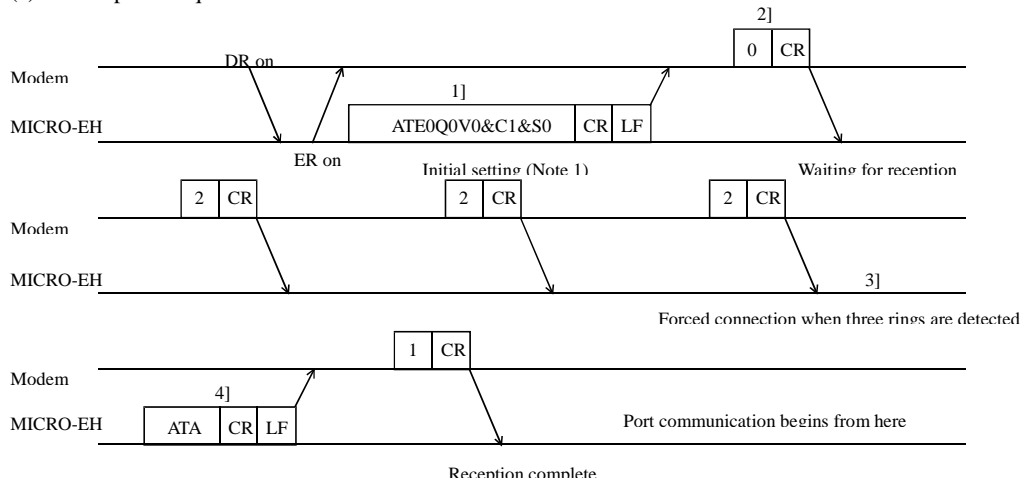 2]
0 CR
DR on
Modem
1]
MICRO-EH
ATE0Q0V0&C1&S0 CR LF
ER on
Initial setting (Note 1)
Waiting for reception
2 CR
2 CR
2 CR
Modem
MICRO-EH
3]
Forced connection when three rings are detected
1 CR
Modem
4]
MICRO-EH
ATA CR LF
Port communication begins from here
Reception complete